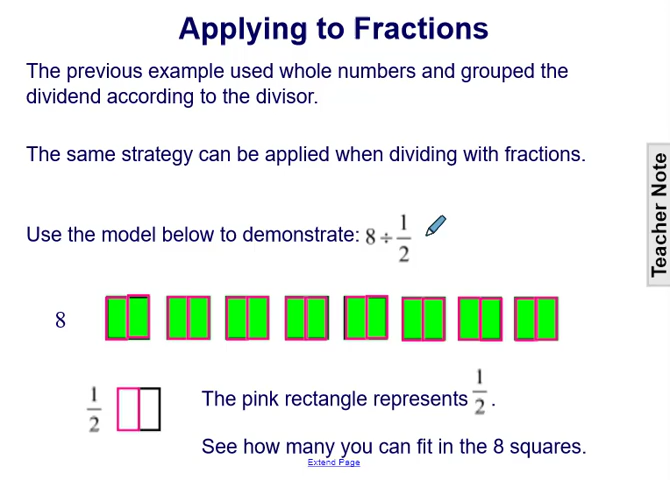 Applying to Fractions
The previous example used whole numbers and grouped the
dividend according to the divisor.
The same strategy can be applied when dividing with fractions.
Use the model below to demonstrate: 8 ÷ 1/2
8
1/2
The pink rectangle represents 1/2 .
See how many you can fit in the 8 squares.
Extend Page
Teacher Note